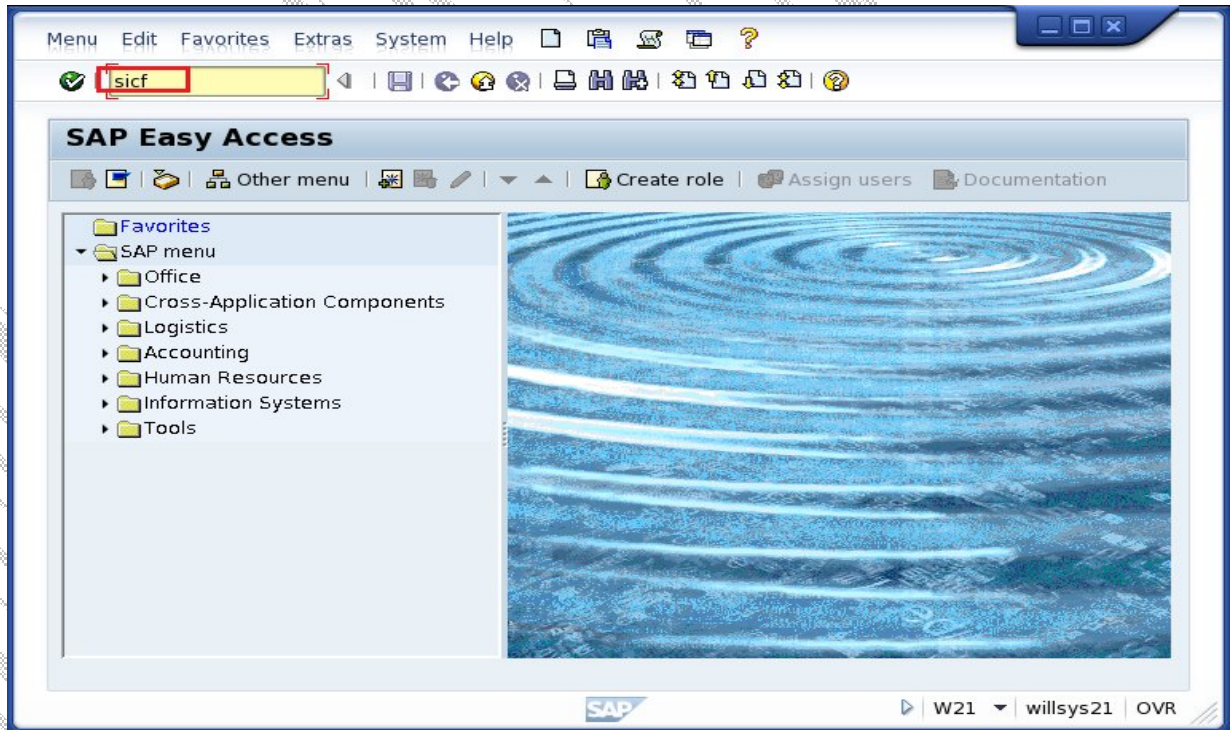 Menu Edit Favorites Extras System Help
sicf
SAP Easy Access
Other menu Create role Assign users Documentation
Favorites
SAP menu
Office
Cross-Application Components
Logistics
Accounting
Human Resources
Information Systems
Tools
SAP W21 willsys21 OVR